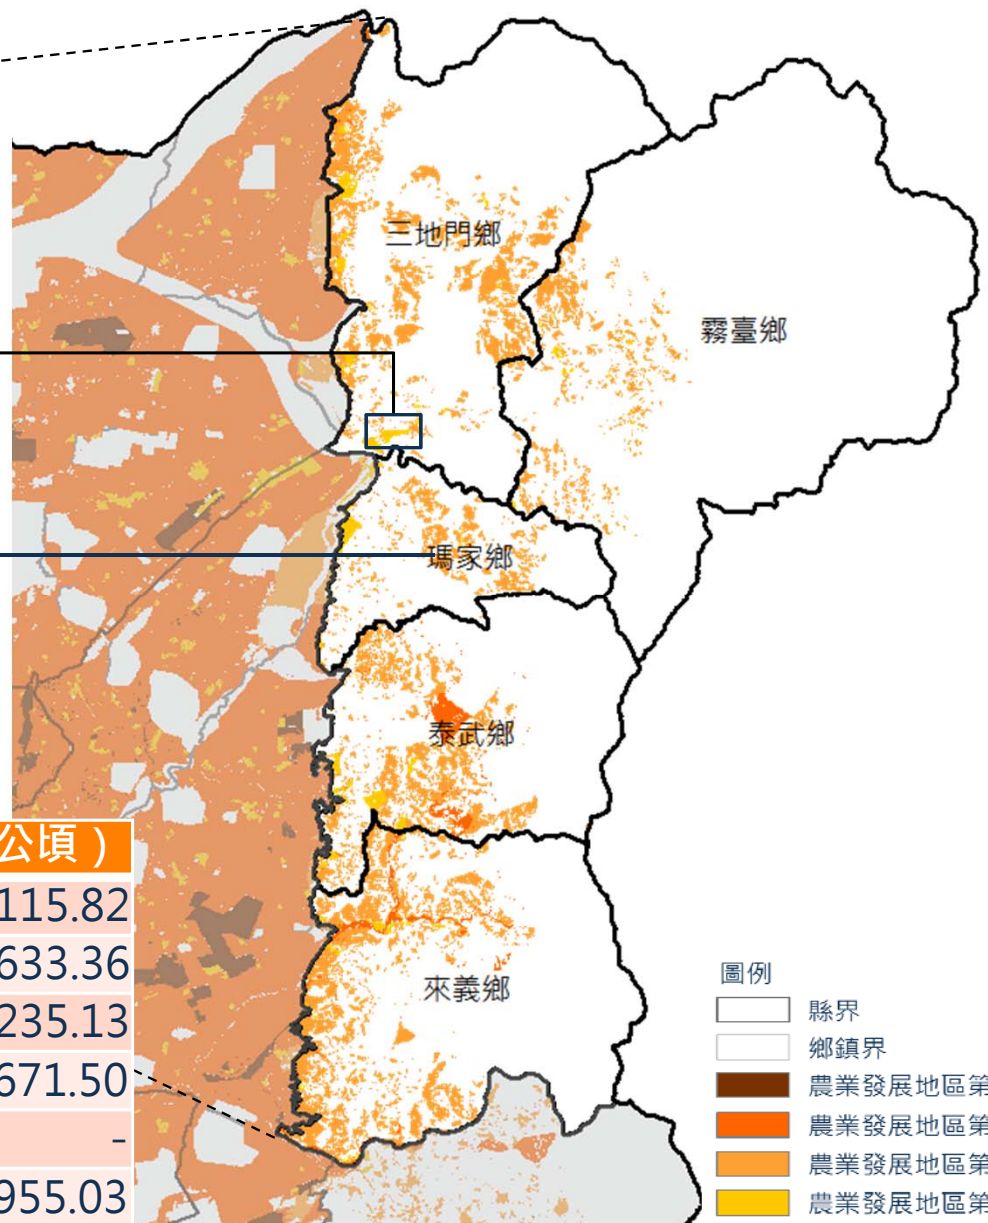 三地門鄉
霧臺鄉
瑪家鄉
泰武鄉
來義鄉
公頃）
115.82
633.36
235.13
671.50
-
955.03
圖例
縣界
鄉鎮界
農業發展地區第
農業發展地區第
農業發展地區第
農業發展地區第